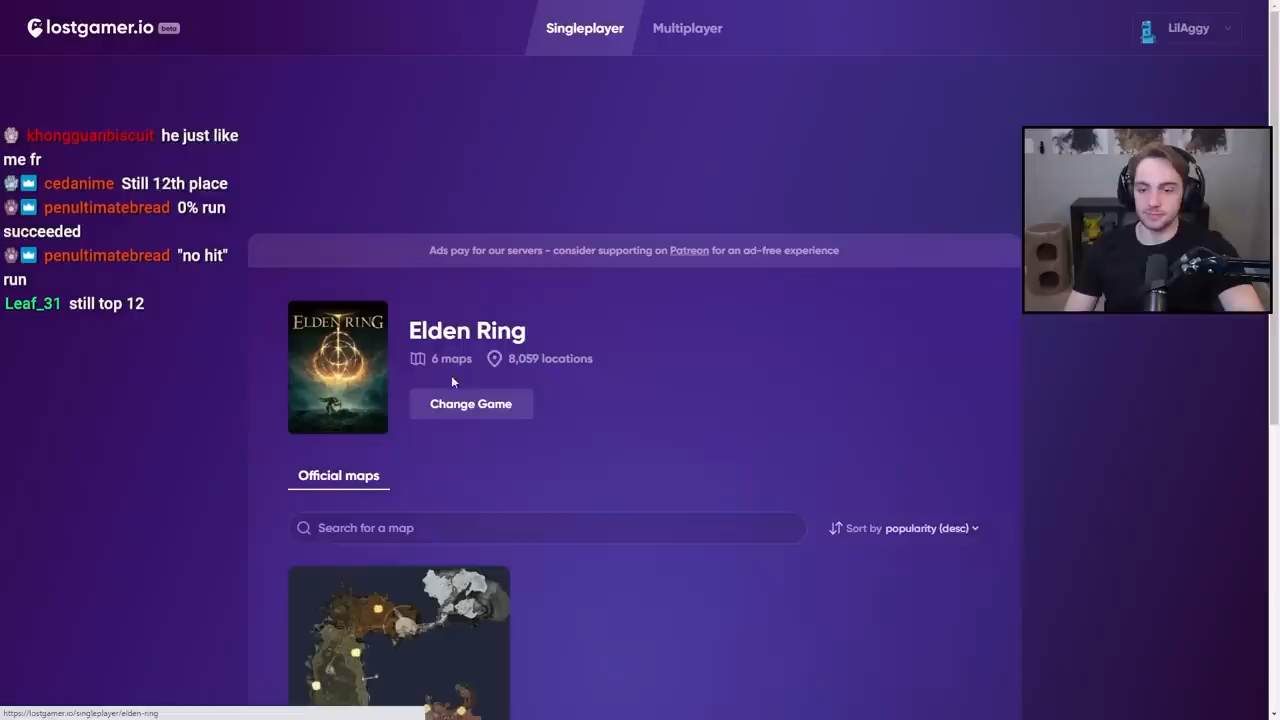 lostgamer.io beta
Singleplayer
Multiplayer
LilAggy
khongguanbiscuit he just like
me fr
cedanime Still 12th place
penultimatebread 0% run
succeeded
penultimatebread "no hit"
run
Leaf_31 still top 12
Ads pay for our servers - consider supporting on Patreon for an ad-free experience
ELDEN RING
Elden Ring
6 maps
8,059 locations
Change Game
Official maps
Search for a map
Sort by popularity (desc)
https://lostgamer.io/singleplayer/elden-ring